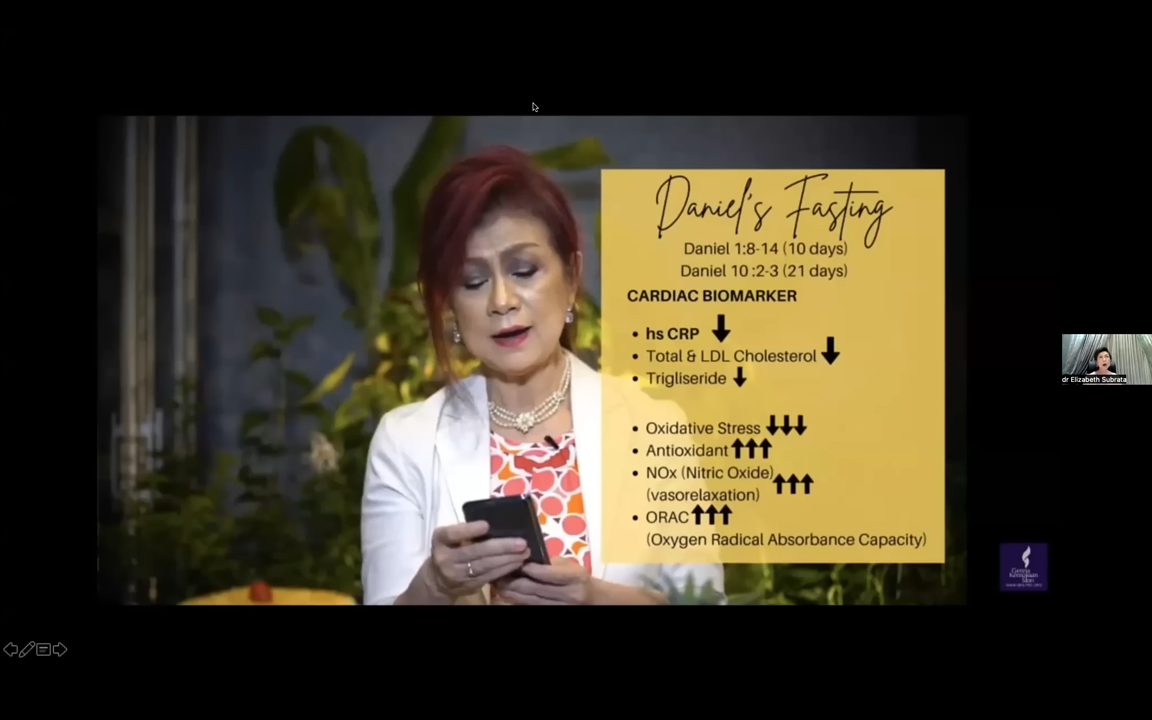 Daniel's Fasting
Daniel 1:8-14 (10 days)
Daniel 10 :2-3 (21 days)
CARDIAC BIOMARKER
• hs CRP
• Total & LDL Cholesterol
• Trigliseride
• Oxidative Stress
• Antioxidant
• NOx (Nitric Oxide)
(vasorelaxation)
• ORAC
(Oxygen Radical Absorbance Capacity)
dr Elizabeth Subrata